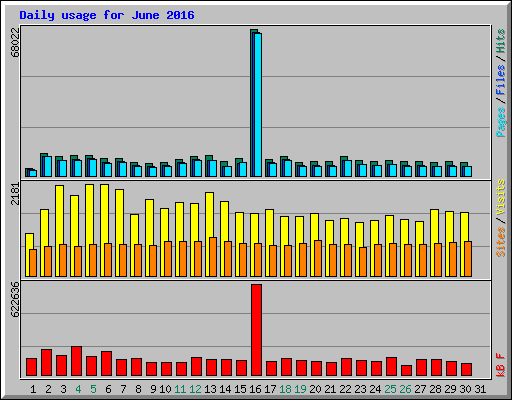 Daily usage for June 2016
68022
Pages/Files/Hits
2181
Sites/Visits
622636
kB F
1 2 3 4 5 6 7 8 9 10 11 12 13 14 15 16 17 18 19 20 21 22 23 24 25 26 27 28 29 30 31